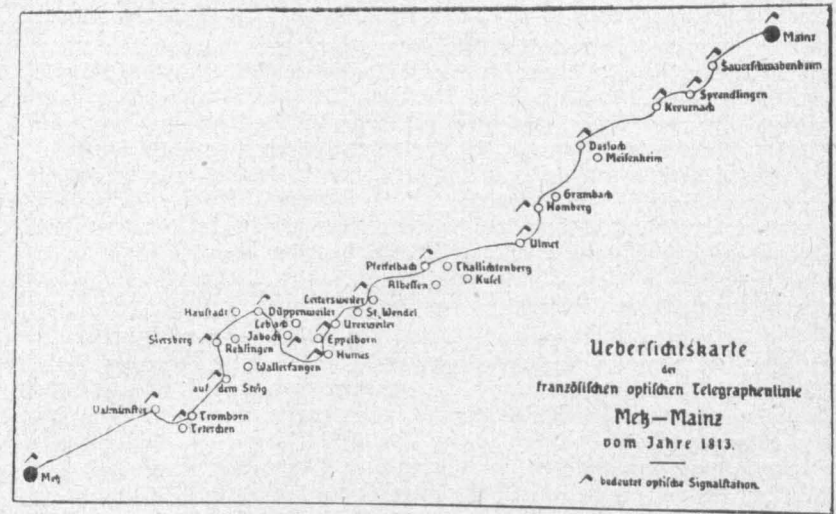 Mainz
Sauerschwabenheim
Sprendlingen
Kreuznach
Daslorb
Meisenheim
Grumbach
Homberg
Ulmet
Pfeffelbach
Thallichtenberg
Albessen
Kusel
Leitersweiler
St. Wendel
Urexweiler
Haustadt
Düppenweiler
Lebach
Jabach
Eppelborn
Humes
Siersberg
Rehlingen
Wallerfangen
auf dem
Valmünster
Tromborn
Teterchen
Metz
Uebersichtskarte
der
französischen optischen Telegraphenlinie
Metz—Mainz
vom Jahre 1813.
bedeutet optische Signalstation.